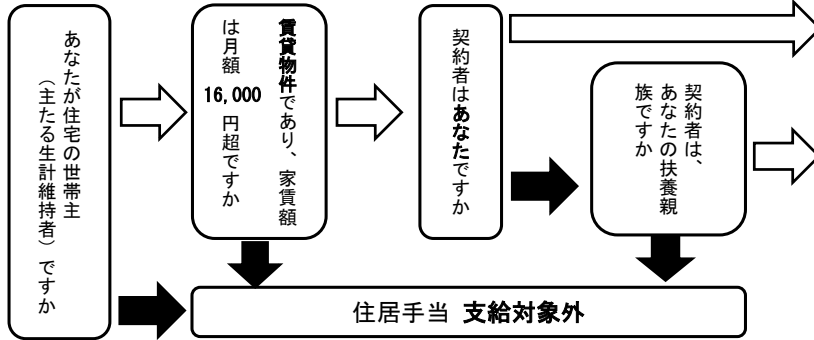 あなたが住宅の世帯主
（主たる生計維持者）ですか
賃貸物件であり、家賃額
は月額 16,000 円超ですか
契約者はあなたですか
契約者は、
あなたの扶養親
族ですか
住居手当 支給対象外